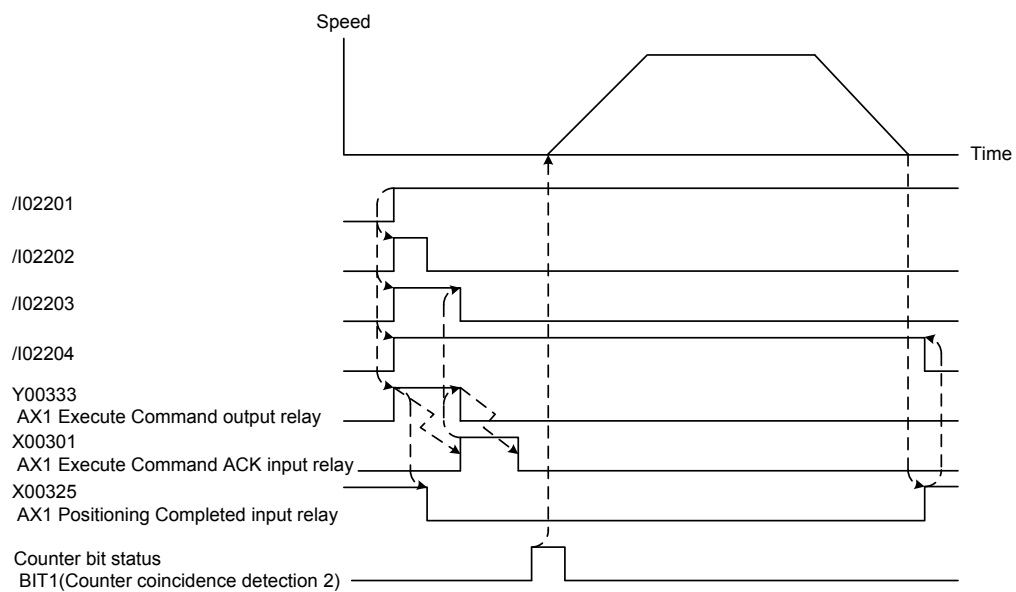 Speed
Time
/I02201
/I02202
/I02203
/I02204
Y00333
AX1 Execute Command output relay
X00301
AX1 Execute Command ACK input relay
X00325
AX1 Positioning Completed input relay
Counter bit status
BIT1(Counter coincidence detection 2)